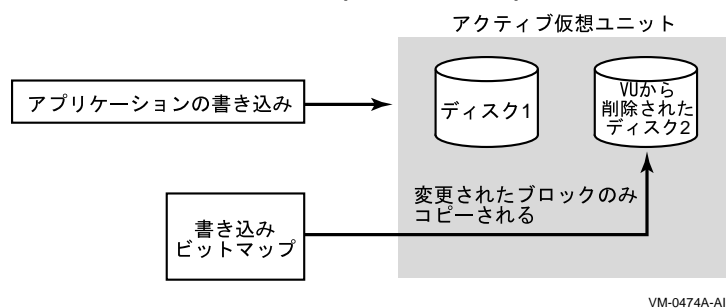 アクティブ仮想ユニット
アプリケーションの書き込み
ディスク1
VUから
削除された
ディスク2
変更されたブロックのみ
コピーされる
書き込み
ビットマップ
VM-0474A-AI